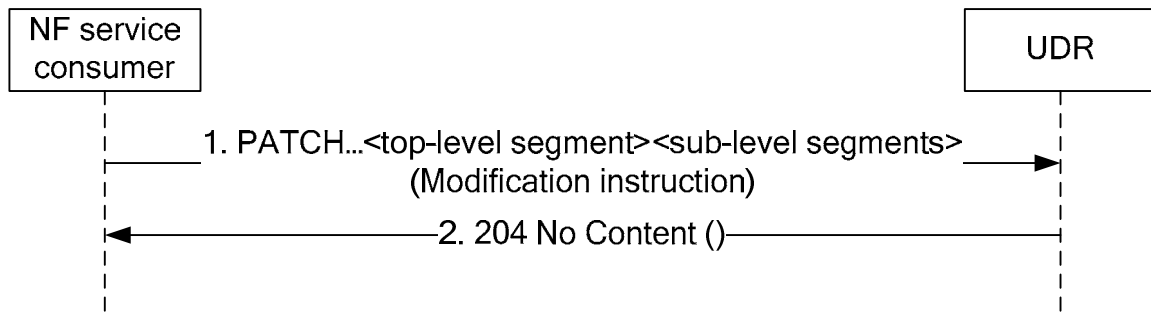 NF service
consumer
UDR
1. PATCH...<top-level segment><sub-level segments>
(Modification instruction)
2. 204 No Content ()